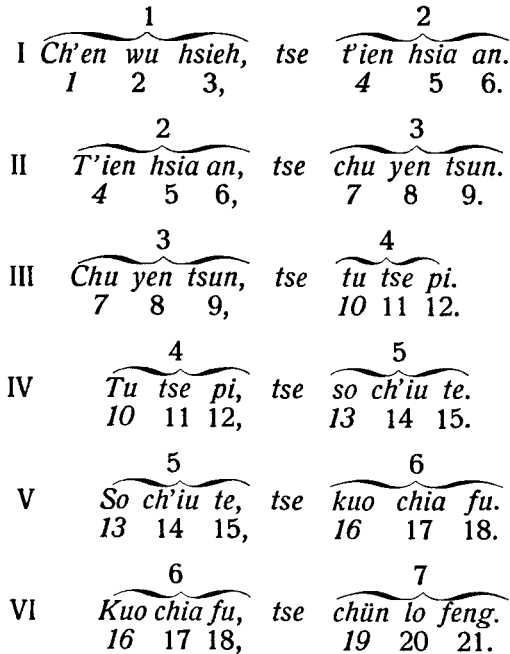 1 2
I Ch'en wu hsieh, tse t'ien hsia an.
1 2 3, 4 5 6.
2 3
II T'ien hsia an, tse chu yen tsun.
4 5 6, 7 8 9.
3 4
III Chu yen tsun, tse tu tse pi.
7 8 9, 10 11 12.
4 5
IV Tu tse pi, tse so ch'iu te.
10 11 12, 13 14 15.
5 6
V So ch'iu te, tse kuo chia fu.
13 14 15, 16 17 18.
6 7
VI Kuo chia fu, tse chün lo feng.
16 17 18, 19 20 21.